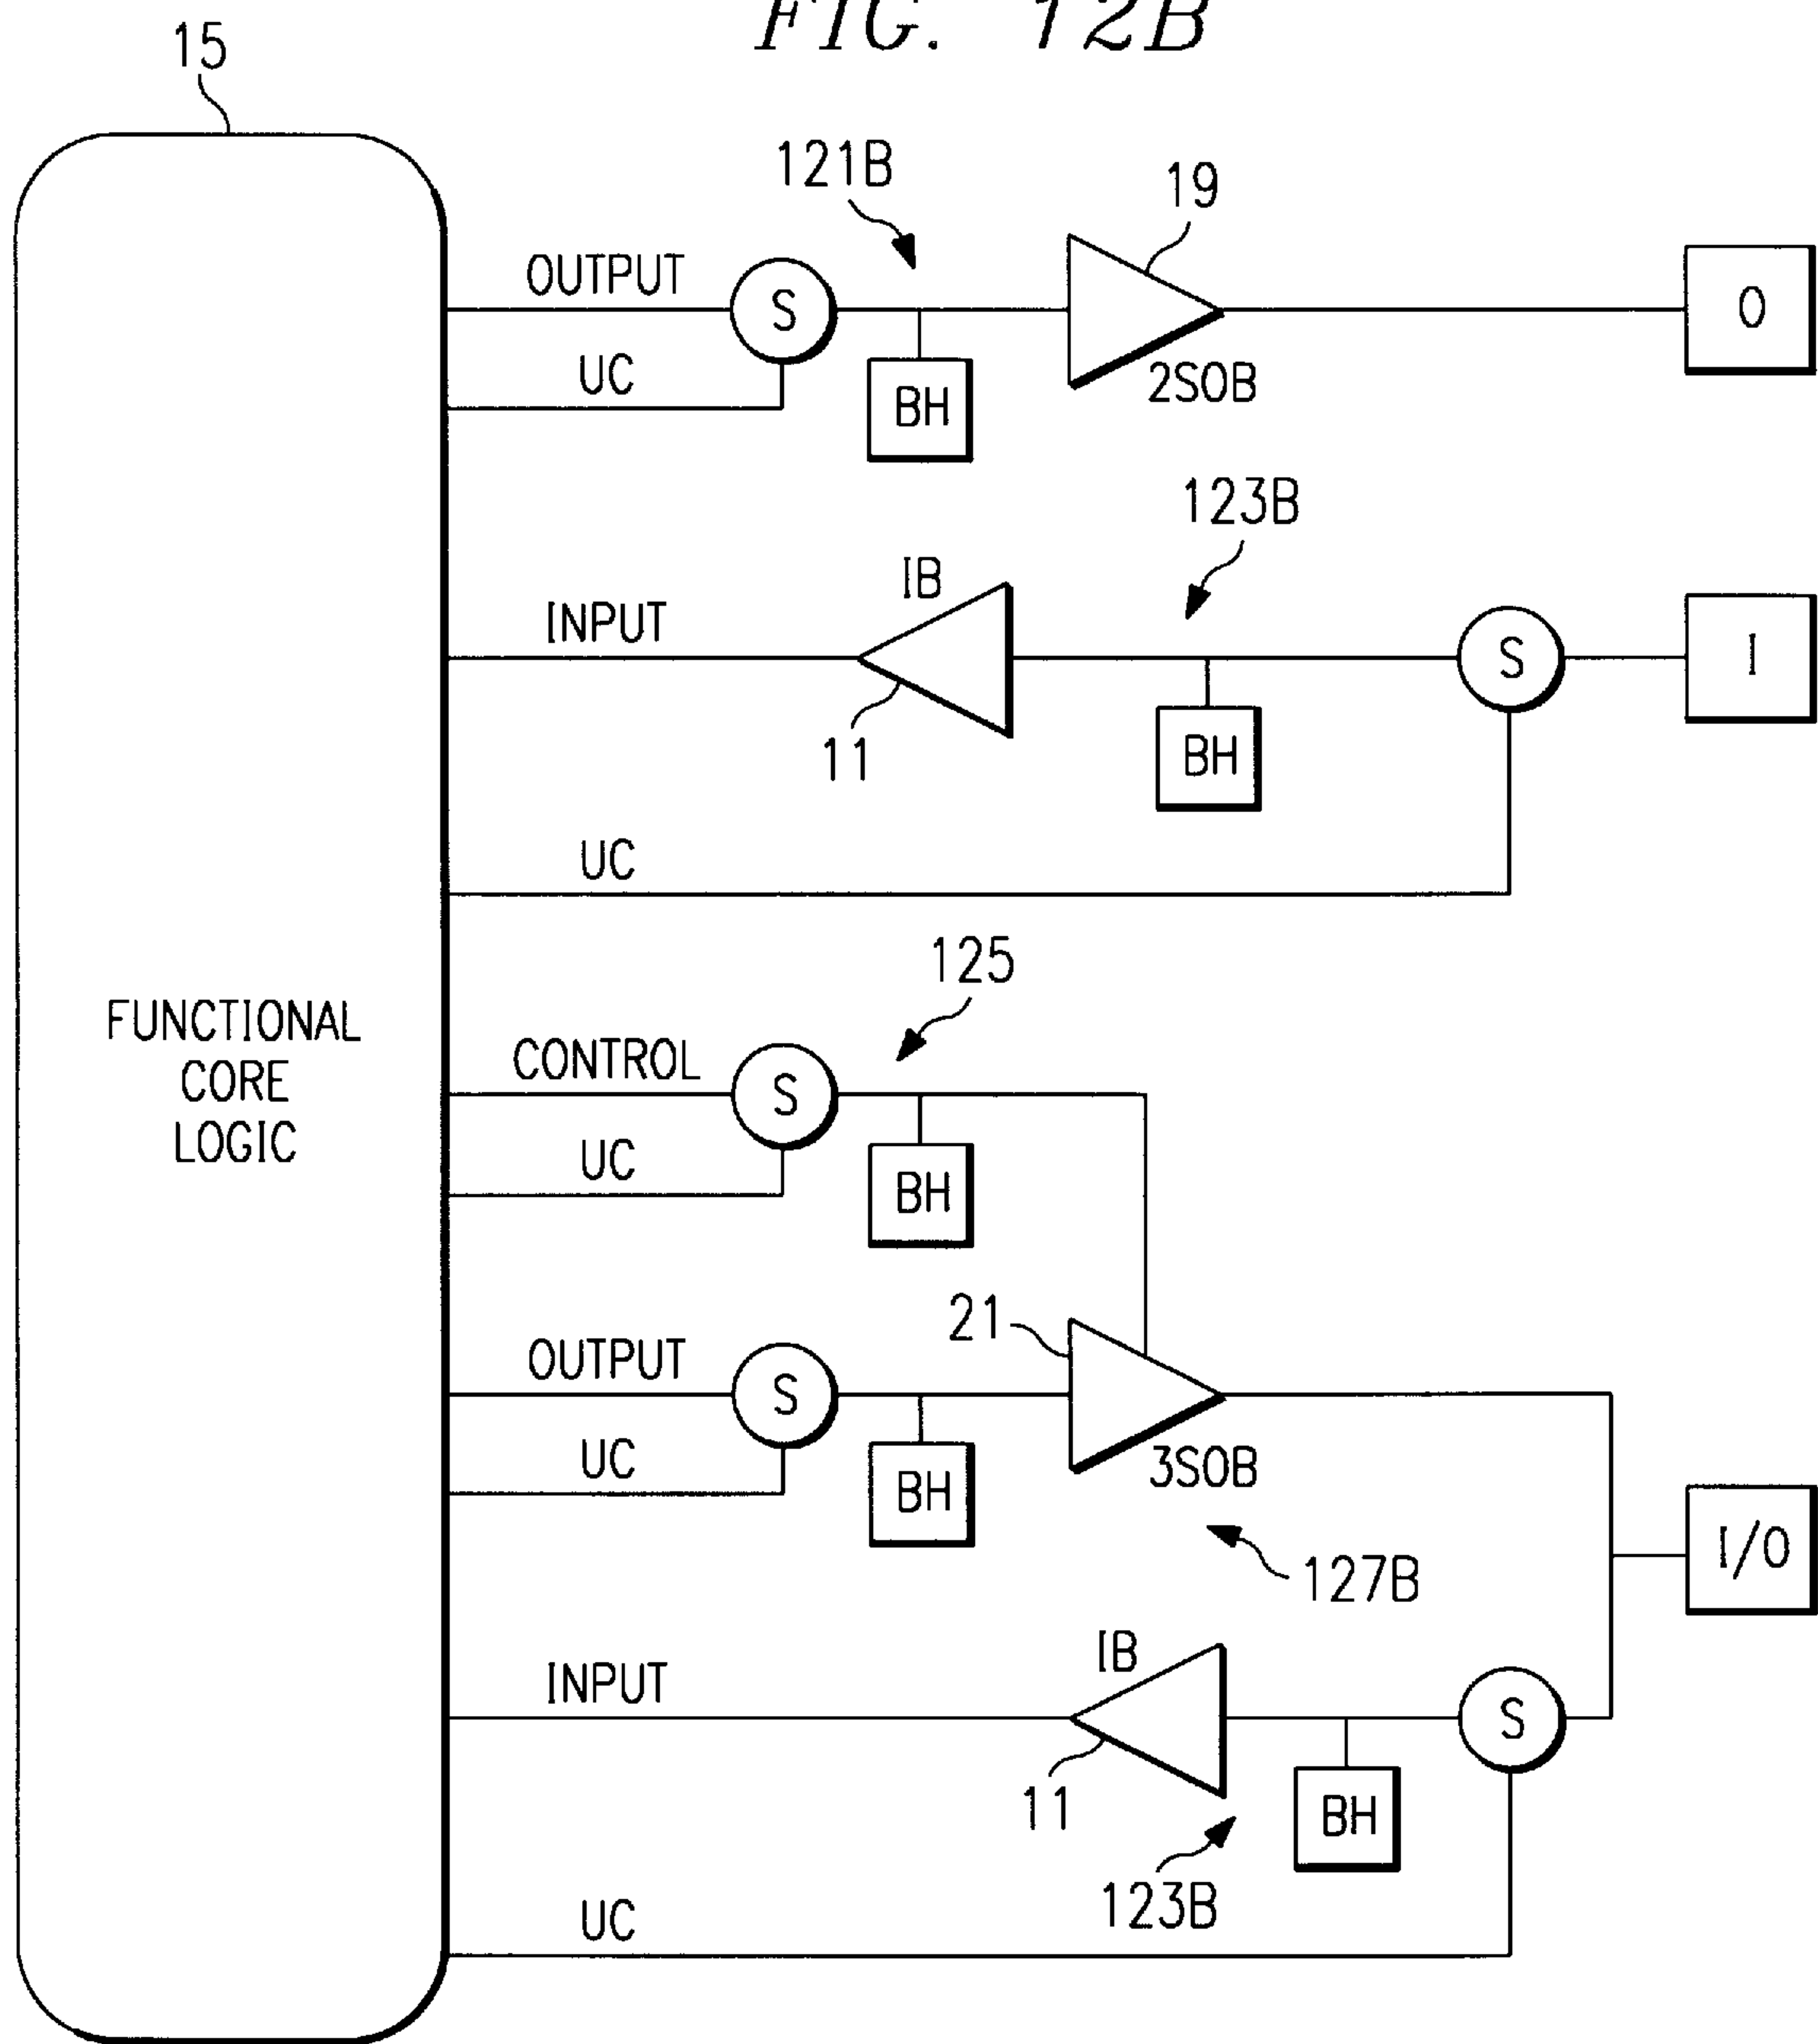 FIG. 12B
15
121B
19
OUTPUT
S
O
UC
BH
2SOB
123B
IB
INPUT
S
I
11
BH
UC
125
FUNCTIONAL
CORE
LOGIC
CONTROL
S
UC
BH
21
OUTPUT
S
UC
BH
3SOB
127B
I/O
IB
INPUT
S
11
BH
123B
UC